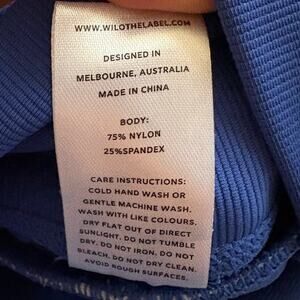 WWW.WILOTHELABEL.COM
DESIGNED IN
MELBOURNE, AUSTRALIA
MADE IN CHINA
BODY:
75% NYLON
25%SPANDEX
CARE INSTRUCTIONS:
COLD HAND WASH OR
GENTLE MACHINE WASH.
WASH WITH LIKE COLOURS.
DRY FLAT OUT OF DIRECT
SUNLIGHT. DO NOT TUMBLE
DRY. DO NOT IRON. DO NOT
BLEACH. DO NOT DRY CLEAN.
AVOID ROUGH SURFACES.